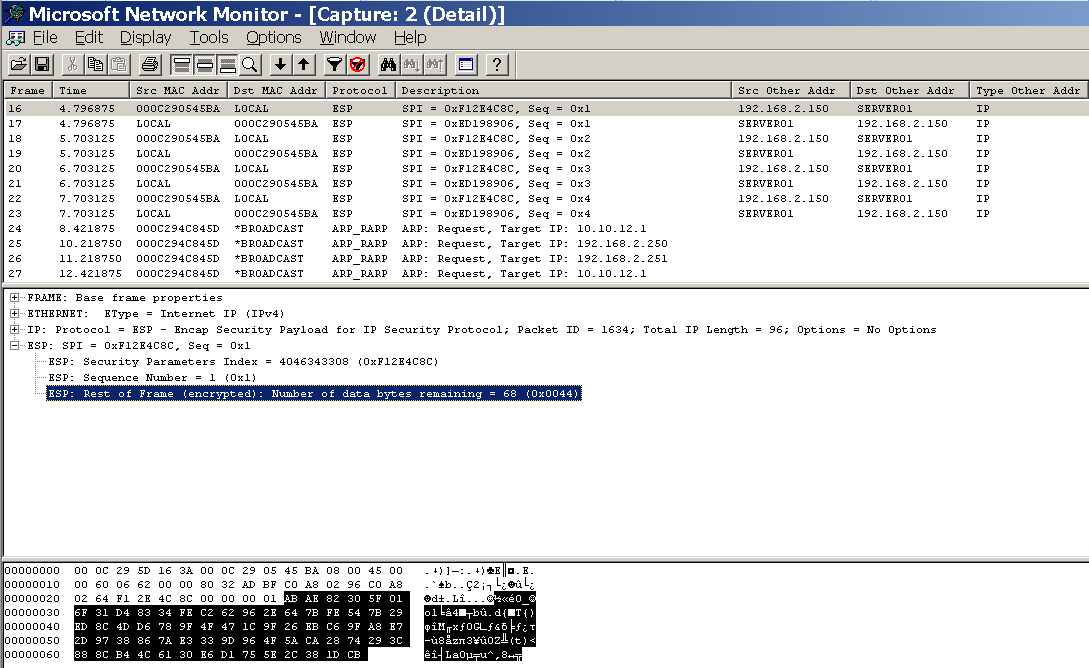 Microsoft Network Monitor - [Capture: 2 (Detail)]
File Edit Display Tools Options Window Help
Frame Time Src MAC Addr Dst MAC Addr Protocol Description Src Other Addr Dst Other Addr Type Other Addr
16 4.796875 000C290545BA LOCAL ESP SPI = 0xF12E4C8C, Seq = 0x1 192.168.2.150 SERVER01 IP
17 4.796875 LOCAL 000C290545BA ESP SPI = 0xED198906, Seq = 0x1 SERVER01 192.168.2.150 IP
18 5.703125 000C290545BA LOCAL ESP SPI = 0xF12E4C8C, Seq = 0x2 192.168.2.150 SERVER01 IP
19 5.703125 LOCAL 000C290545BA ESP SPI = 0xED198906, Seq = 0x2 SERVER01 192.168.2.150 IP
20 6.703125 000C290545BA LOCAL ESP SPI = 0xF12E4C8C, Seq = 0x3 192.168.2.150 SERVER01 IP
21 6.703125 LOCAL 000C290545BA ESP SPI = 0xED198906, Seq = 0x3 SERVER01 192.168.2.150 IP
22 7.703125 000C290545BA LOCAL ESP SPI = 0xF12E4C8C, Seq = 0x4 192.168.2.150 SERVER01 IP
23 7.703125 LOCAL 000C290545BA ESP SPI = 0xED198906, Seq = 0x4 SERVER01 192.168.2.150 IP
24 8.421875 000C294C845D *BROADCAST ARP_RARP ARP: Request, Target IP: 10.10.12.1
25 10.218750 000C294C845D *BROADCAST ARP_RARP ARP: Request, Target IP: 192.168.2.250
26 11.218750 000C294C845D *BROADCAST ARP_RARP ARP: Request, Target IP: 192.168.2.251
27 12.421875 000C294C845D *BROADCAST ARP_RARP ARP: Request, Target IP: 10.10.12.1
FRAME: Base frame properties
ETHERNET: EType = Internet IP (IPv4)
IP: Protocol = ESP - Encap Security Payload for IP Security Protocol; Packet ID = 1634; Total IP Length = 96; Options = No Options
ESP: SPI = 0xF12E4C8C, Seq = 0x1
ESP: Security Parameters Index = 4046343308 (0xF12E4C8C)
ESP: Sequence Number = 1 (0x1)
ESP: Rest of Frame (encrypted): Number of data bytes remaining = 68 (0x0044)
00000000 00 0C 29 5D 16 3A 00 0C 29 05 45 BA 08 00 45 00
00000010 00 60 06 62 00 00 80 32 AD BF C0 A8 02 96 C0 A8
00000020 02 64 F1 2E 4C 8C 00 00 00 01 AB AE 82 30 5F 01
00000030 6F 31 D4 83 34 FE C2 62 96 2E 64 7B FE 54 7B 29
00000040 ED 8C 4D D6 78 9F 4F 47 1C 9F 26 EB C6 9F A8 E7
00000050 2D 97 38 86 7A E3 33 9D 96 4F 5A CA 28 74 29 3C
00000060 88 8C B4 4C 61 30 E6 D1 75 5E 2C 38 1D CB